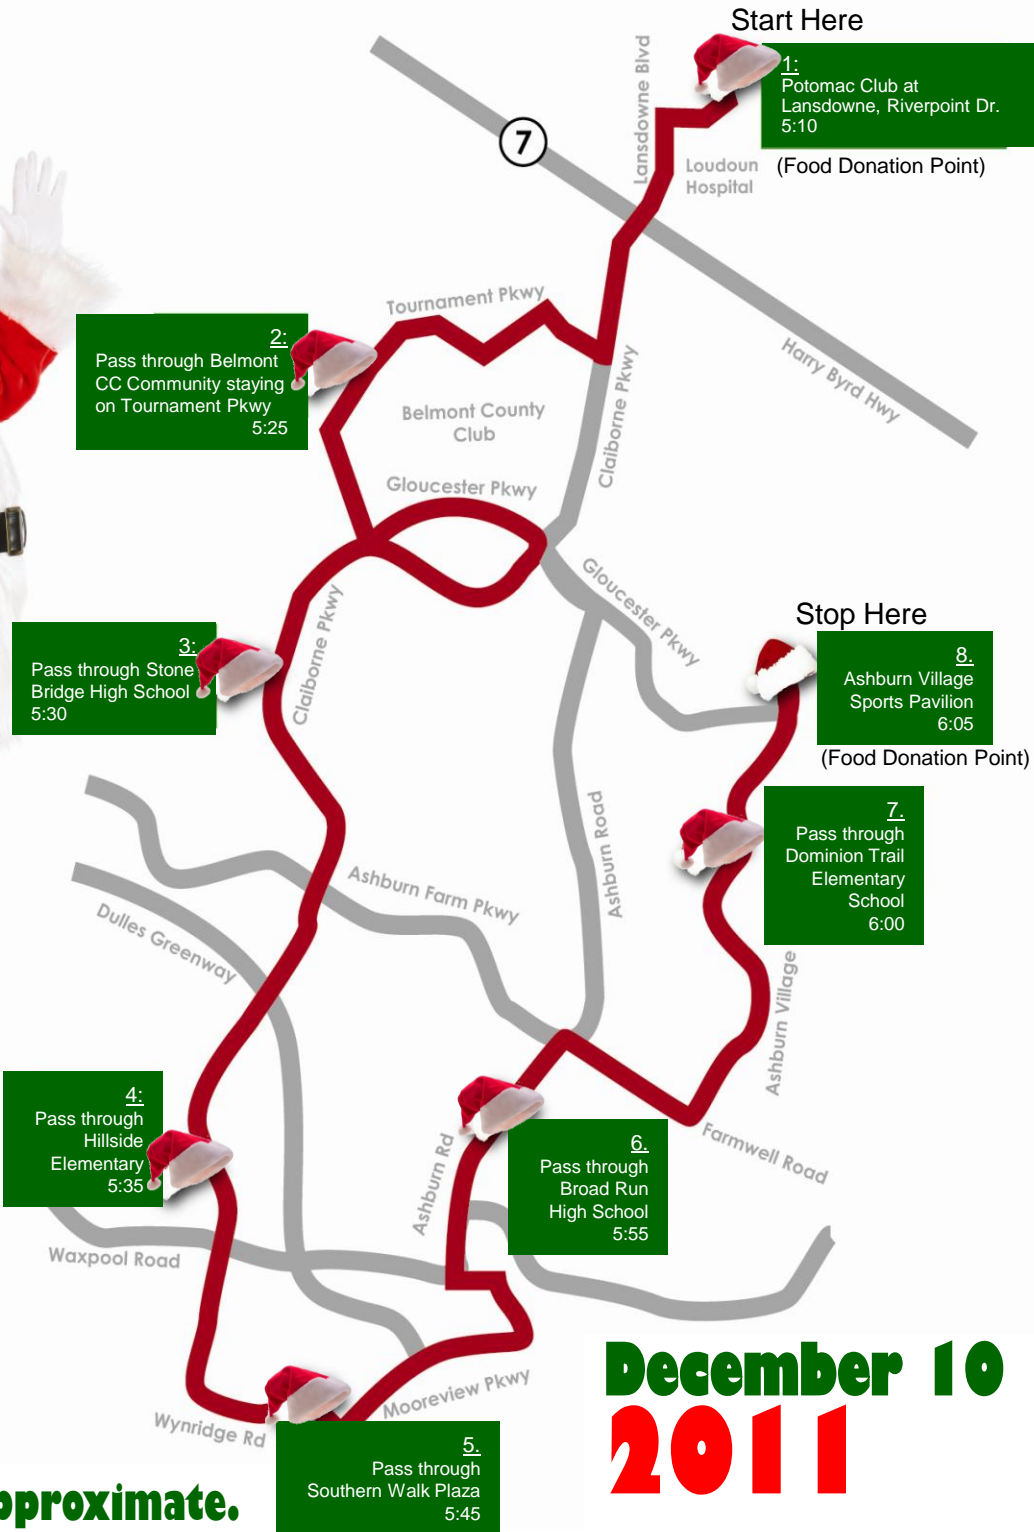 Start Here
1:
Potomac Club at
Lansdowne, Riverpoint Dr.
5:10
(Food Donation Point)
Lansdowne Blvd
7
Loudoun
Hospital
Tournament Pkwy
Harry Byrd Hwy
2:
Pass through Belmont
CC Community staying
on Tournament Pkwy
5:25
Belmont County
Club
Claiborne Pkwy
Gloucester Pkwy
Gloucester Pkwy
Stop Here
8.
Ashburn Village
Sports Pavilion
6:05
(Food Donation Point)
3:
Pass through Stone
Bridge High School
5:30
Claiborne Pkwy
7.
Pass through
Dominion Trail
Elementary
School
6:00
Ashburn Road
Ashburn Farm Pkwy
Dulles Greenway
Ashburn Village
4:
Pass through
Hillside
Elementary
5:35
6.
Pass through
Broad Run
High School
5:55
Ashburn Rd
Farmwell Road
Waxpool Road
Mooreview Pkwy
Wynridge Rd
5.
Pass through
Southern Walk Plaza
5:45
December 10
2011
pproximate.